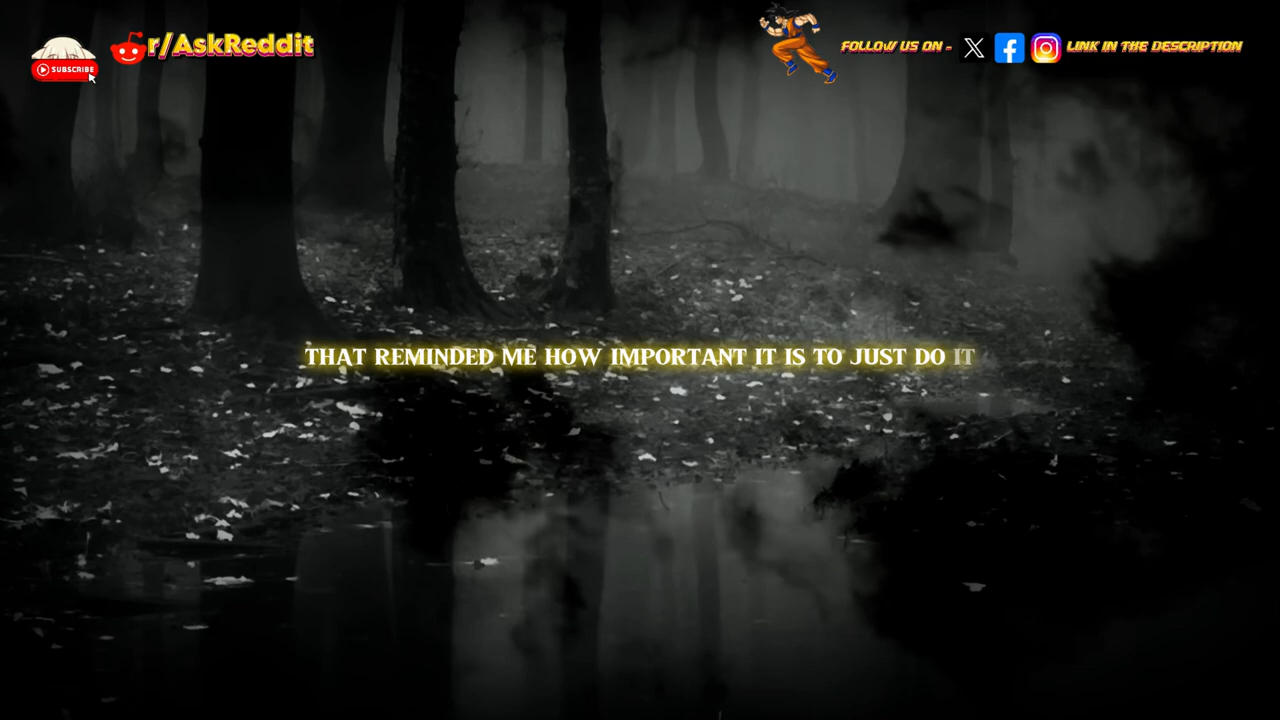 SUBSCRIBE
r/AskReddit
FOLLOW US ON -
LINK IN THE DESCRIPTION
THAT REMINDED ME HOW IMPORTANT IT IS TO JUST DO IT